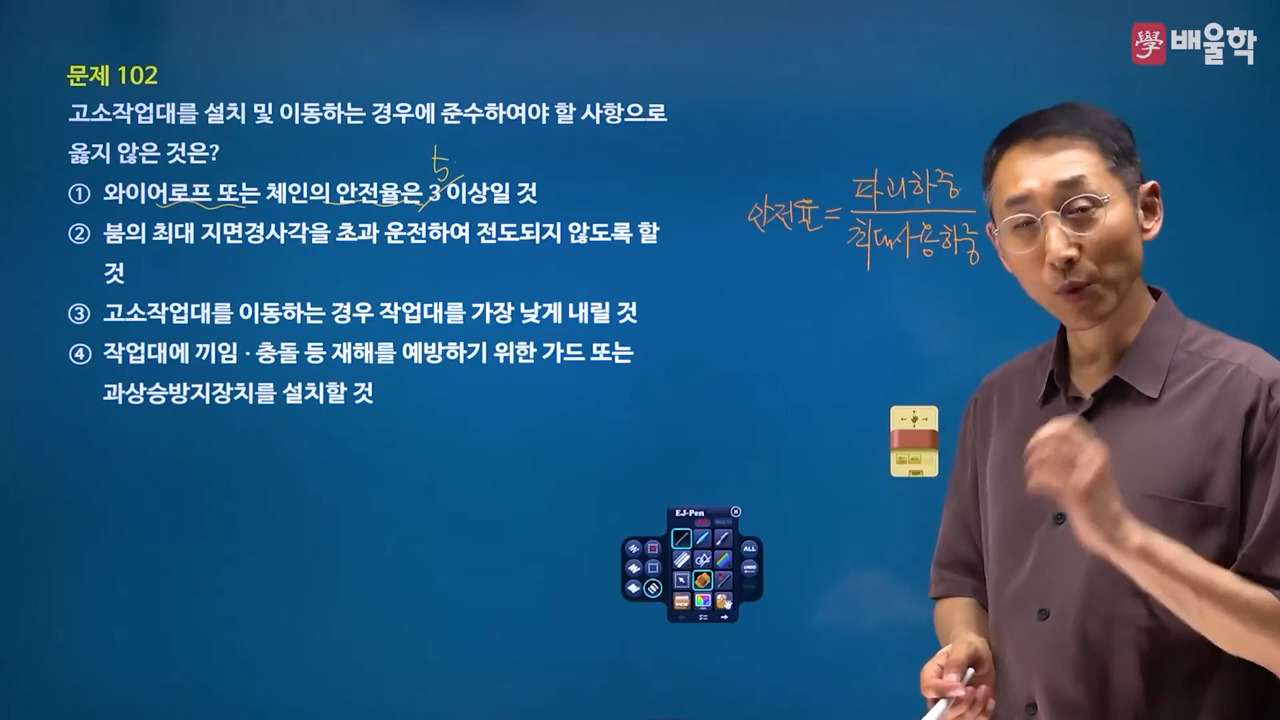 學 배울학
문제 102
고소작업대를 설치 및 이동하는 경우에 준수하여야 할 사항으로
옳지 않은 것은?
5
① 와이어로프 또는 체인의 안전율은 3 이상일 것
② 붐의 최대 지면경사각을 초과 운전하여 전도되지 않도록 할
것
③ 고소작업대를 이동하는 경우 작업대를 가장 낮게 내릴 것
④ 작업대에 끼임 · 충돌 등 재해를 예방하기 위한 가드 또는
과상승방지장치를 설치할 것
안전율 = 파괴하중
최대사용하중
EJ-Pen
ALL
UNDO
VIEW